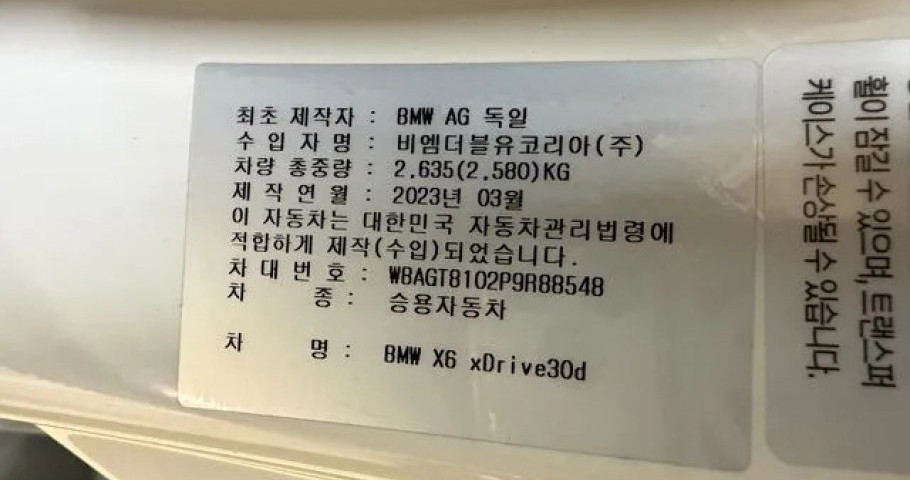 최초 제작자 : BMW AG 독일
수 입 자 명 : 비엠더블유코리아(주)
차량 총중량 : 2.635(2.580)KG
제 작 연 월 : 2023년 03월
이 자동차는 대한민국 자동차관리법령에
적합하게 제작(수입)되었습니다.
차 대 번 호 : WBAGT8102P9R88548
차 종 : 승용자동차
차 명 : BMW X6 xDrive30d
휠이 잠길 수 있으며, 트랜스퍼
케이스가 손상될 수 있습니다.